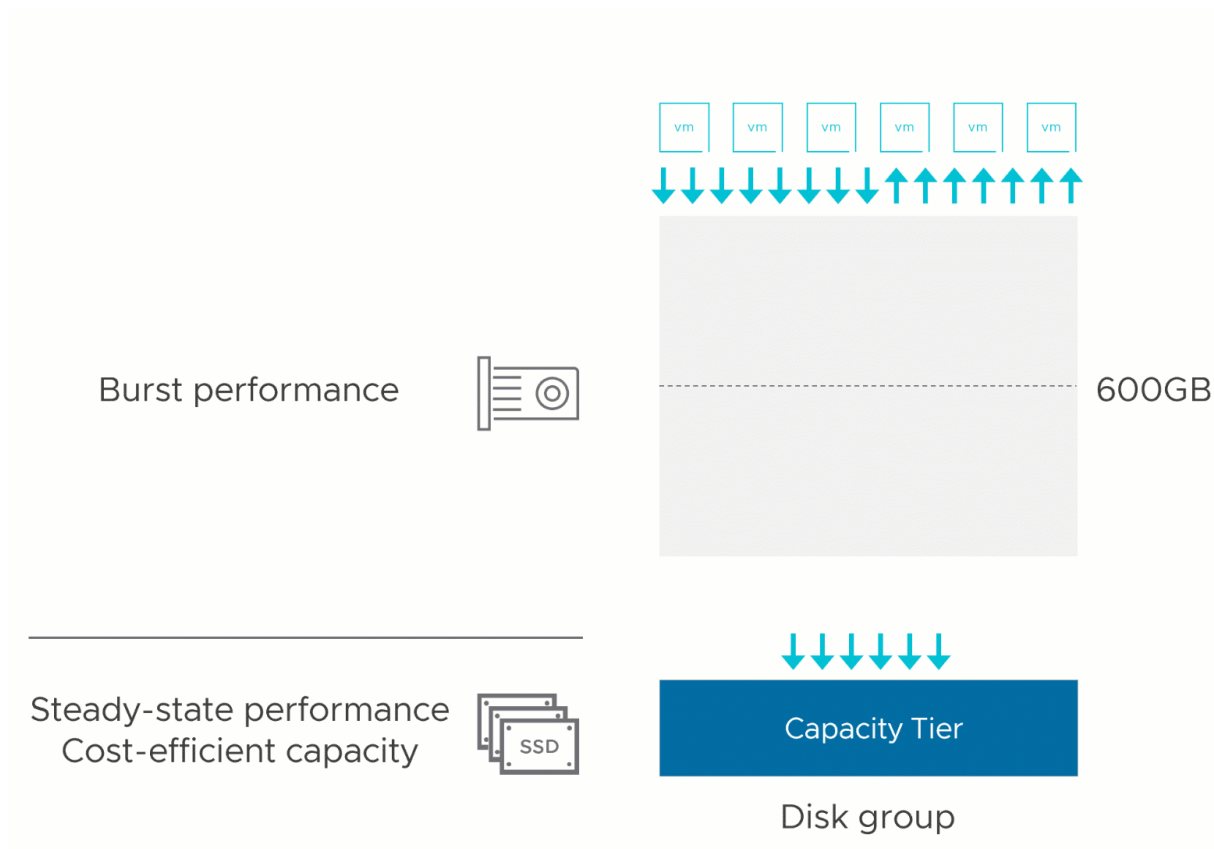 vm vm vm vm vm vm
Burst performance
600GB
Steady-state performance
Cost-efficient capacity
SSD
Capacity Tier
Disk group